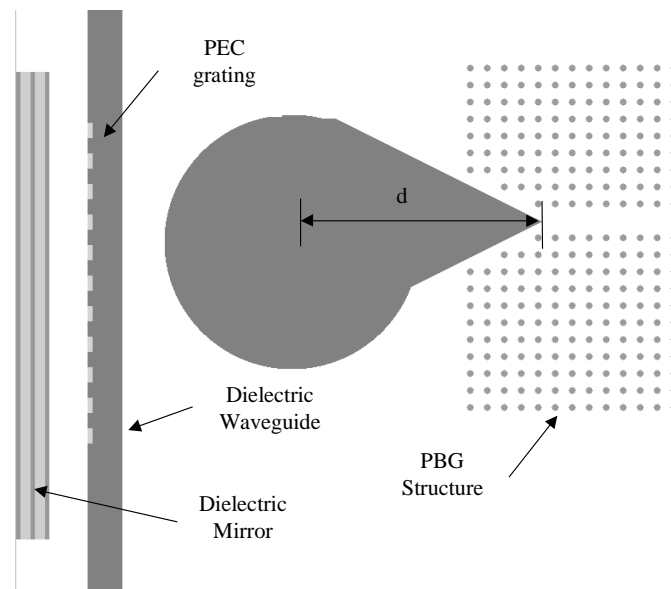 PEC
grating
d
Dielectric
Waveguide
PBG
Structure
Dielectric
Mirror